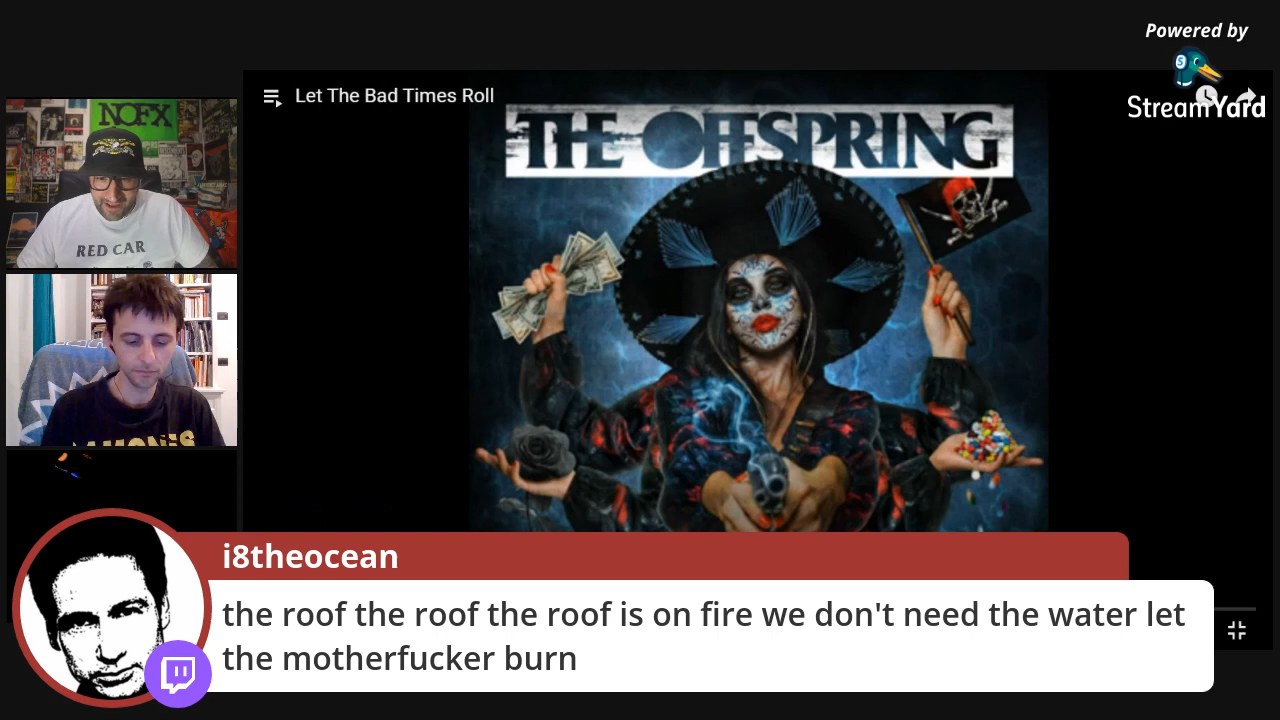 Powered by
StreamYard
Let The Bad Times Roll
THE OFFSPRING
NOFX
RED CAR
RAMONES
i8theocean
the roof the roof the roof is on fire we don't need the water let
the motherfucker burn